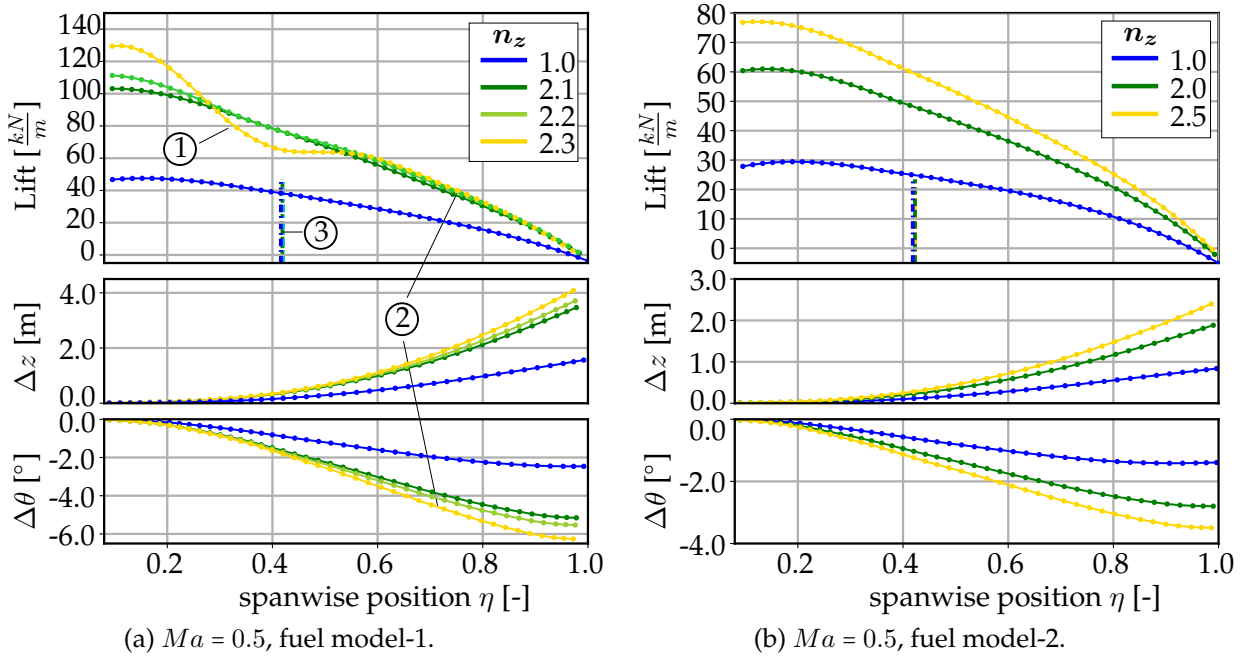 140
120
100
80
60
40
20
0
Lift [kN/m]
n_z
1.0
2.1
2.2
2.3
1
3
4.0
2.0
0.0
Δz [m]
2
0.0
-2.0
-4.0
-6.0
Δθ [°]
0.2 0.4 0.6 0.8 1.0
spanwise position η [-]
(a) Ma = 0.5, fuel model-1.
80
70
60
50
40
30
20
10
0
Lift [kN/m]
n_z
1.0
2.0
2.5
3.0
2.0
1.0
0.0
Δz [m]
0.0
-2.0
-4.0
Δθ [°]
0.2 0.4 0.6 0.8 1.0
spanwise position η [-]
(b) Ma = 0.5, fuel model-2.